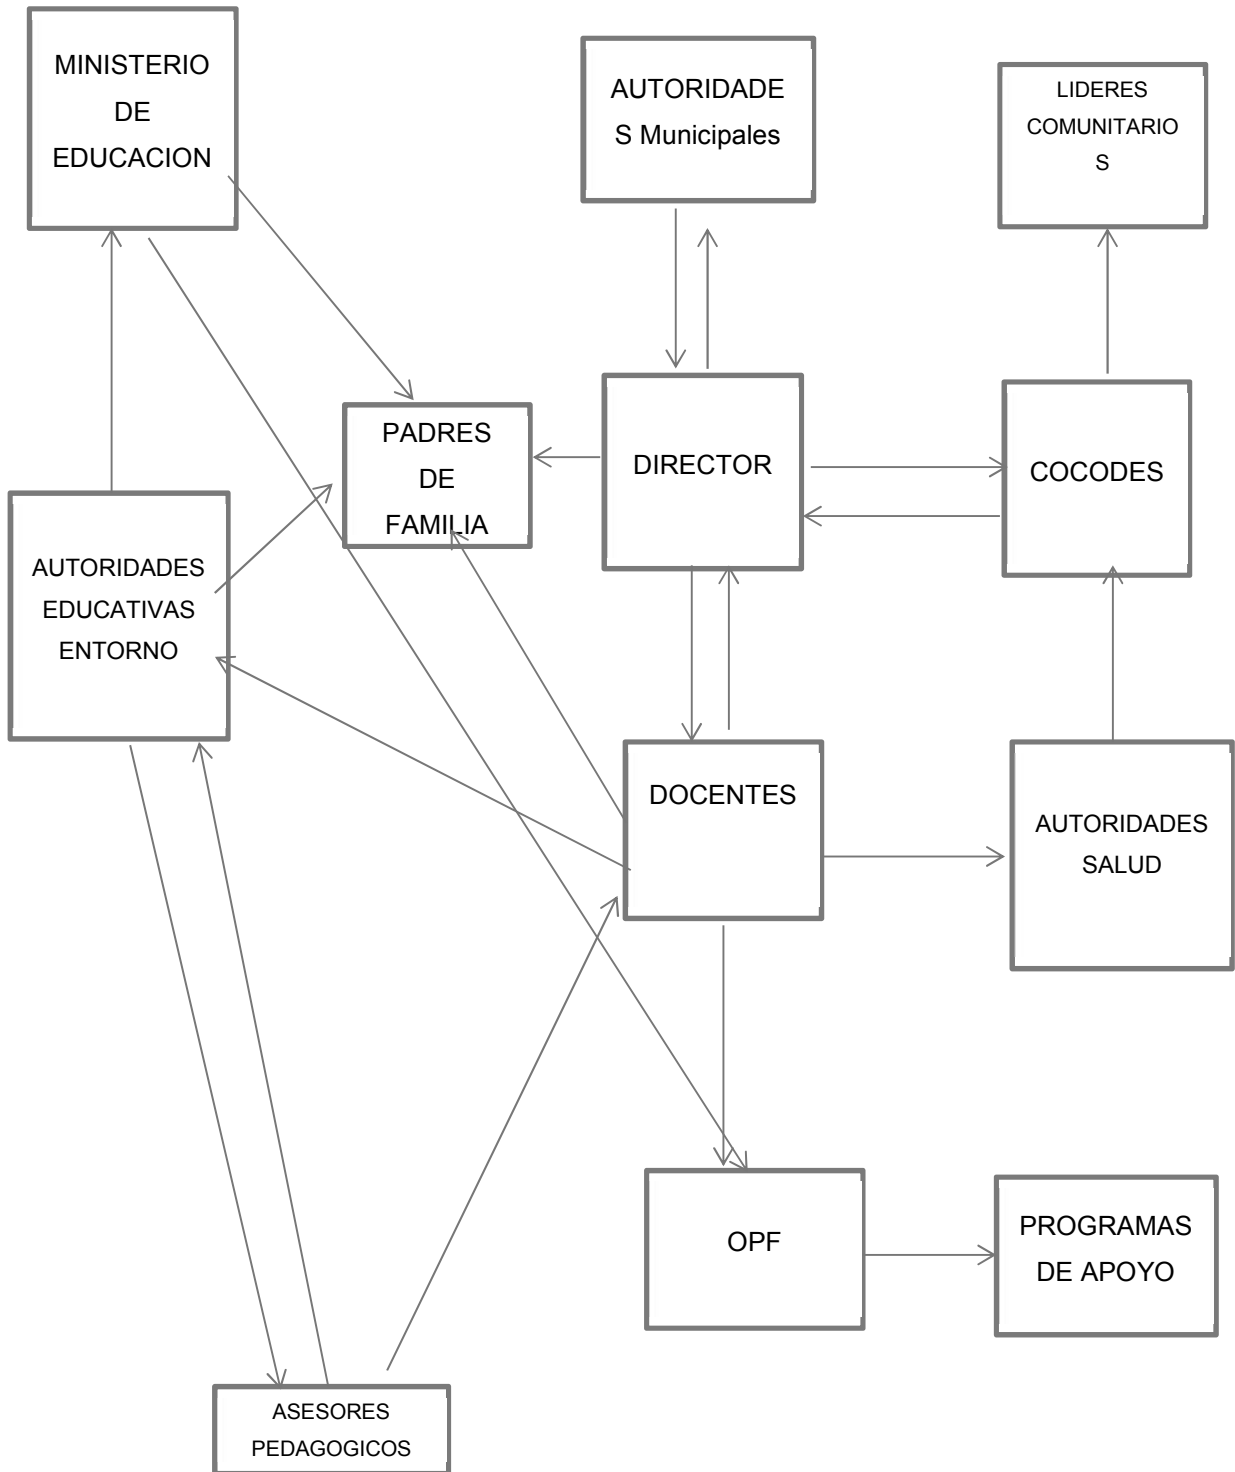 MINISTERIO
DE
EDUCACION
AUTORIDADE
S Municipales
LIDERES
COMUNITARIO
S
PADRES
DE
FAMILIA
DIRECTOR
COCODES
AUTORIDADES
EDUCATIVAS
ENTORNO
DOCENTES
AUTORIDADES
SALUD
OPF
PROGRAMAS
DE APOYO
ASESORES
PEDAGOGICOS